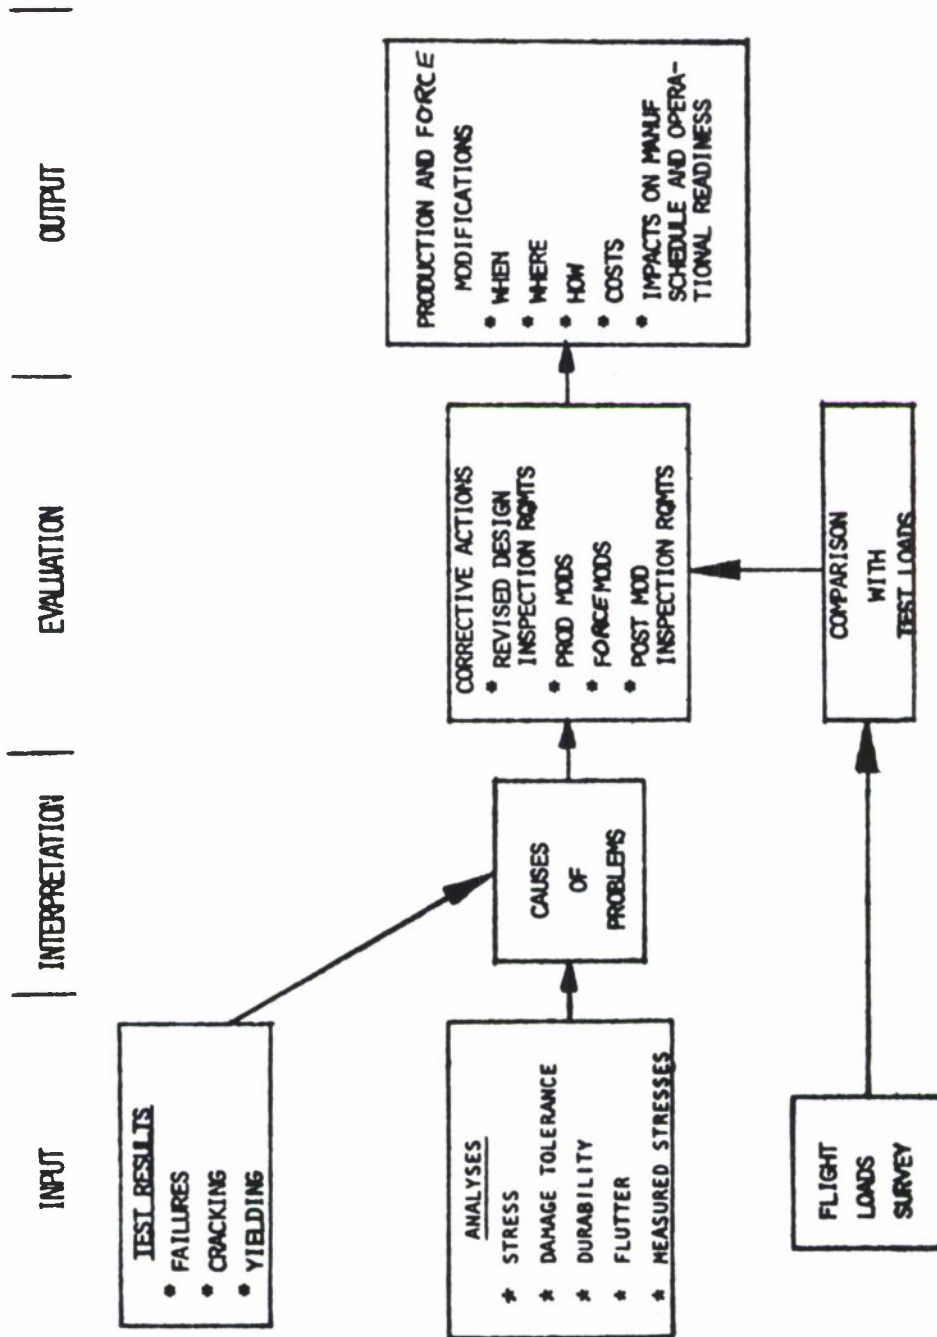 INPUT
INTERPRETATION
EVALUATION
OUTPUT
TEST RESULTS
* FAILURES
* CRACKING
* YIELDING
ANALYSES
* STRESS
* DAMAGE TOLERANCE
* DURABILITY
* FLUTTER
* MEASURED STRESSES
FLIGHT
LOADS
SURVEY
CAUSES
OF
PROBLEMS
CORRECTIVE ACTIONS
* REVISED DESIGN
INSPECTION RQMTS
* PROD MODS
* FORCE MODS
* POST MOD
INSPECTION RQMTS
COMPARISON
WITH
TEST LOADS
PRODUCTION AND FORCE
MODIFICATIONS
* WHEN
* WHERE
* HOW
* COSTS
* IMPACTS ON MANUF
SCHEDULE AND OPERA-
TIONAL READINESS